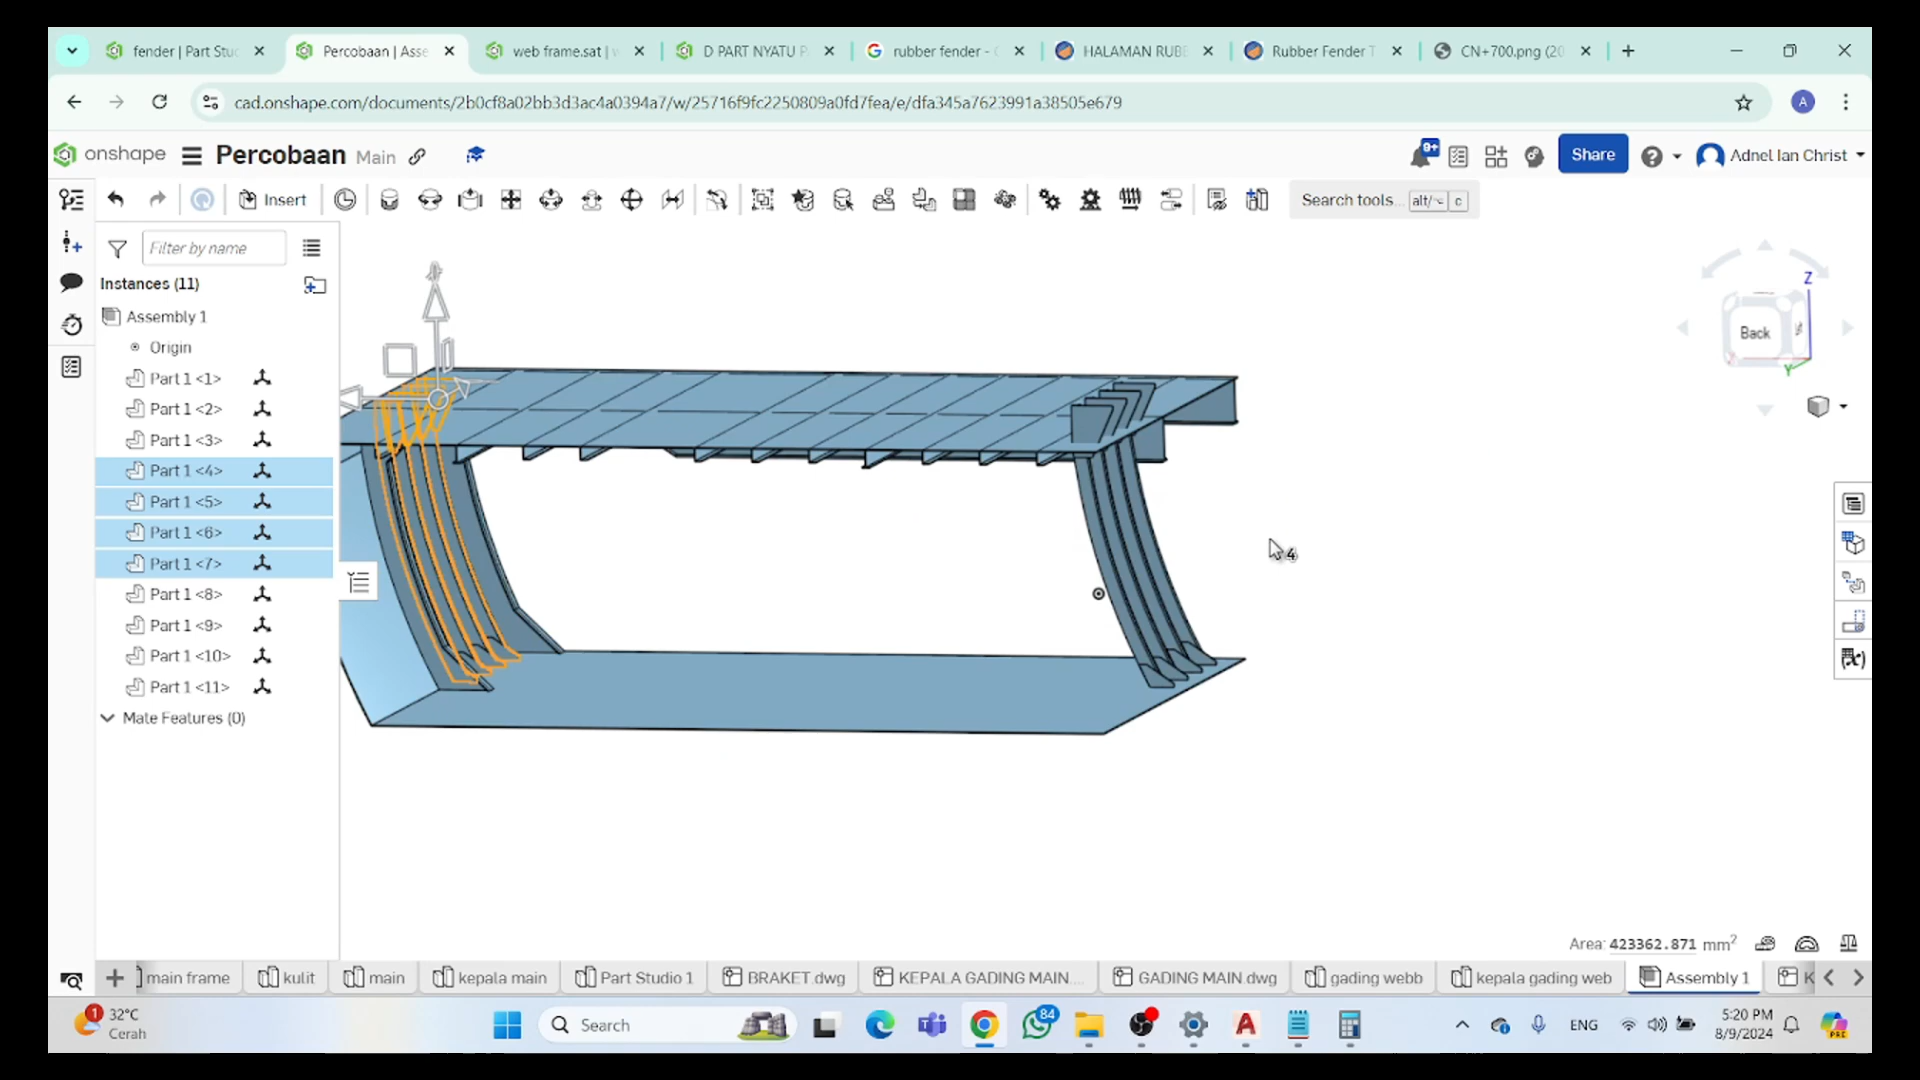 fender | Part Stu
Percobaan | Asse
web frame.sat | w
D PART NYATU P
rubber fender - G
HALAMAN RUBE
Rubber Fender T
CN+700.png (20
cad.onshape.com/documents/2b0cf8a02bb3d3ac4a0394a7/w/25716f9fc2250809a0fd7fea/e/dfa345a7623991a38505e679
A
onshape
Percobaan
Main
9+
Share
Adnel Ian Christ
Insert
Search tools... alt/⌥ c
Filter by name
Instances (11)
Assembly 1
Origin
Part 1 <1>
Part 1 <2>
Part 1 <3>
Part 1 <4>
Part 1 <5>
Part 1 <6>
Part 1 <7>
Part 1 <8>
Part 1 <9>
Part 1 <10>
Part 1 <11>
Mate Features (0)
Z
Back
Y
4
Area: 423362.871 mm²
main frame
kulit
main
kepala main
Part Studio 1
BRAKET dwg
KEPALA GADING MAIN....
GADING MAIN.dwg
gading webb
kepala gading web
Assembly 1
K
1
32°C
Cerah
Search
84
ENG
5:20 PM
8/9/2024
PRE